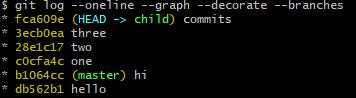 $ git log --oneline --graph --decorate --branches
* fca609e (HEAD -> child) commits
* 3ecb0ea three
* 28e1c17 two
* c0cfa4c one
* b1064cc (master) hi
* db562b1 hello